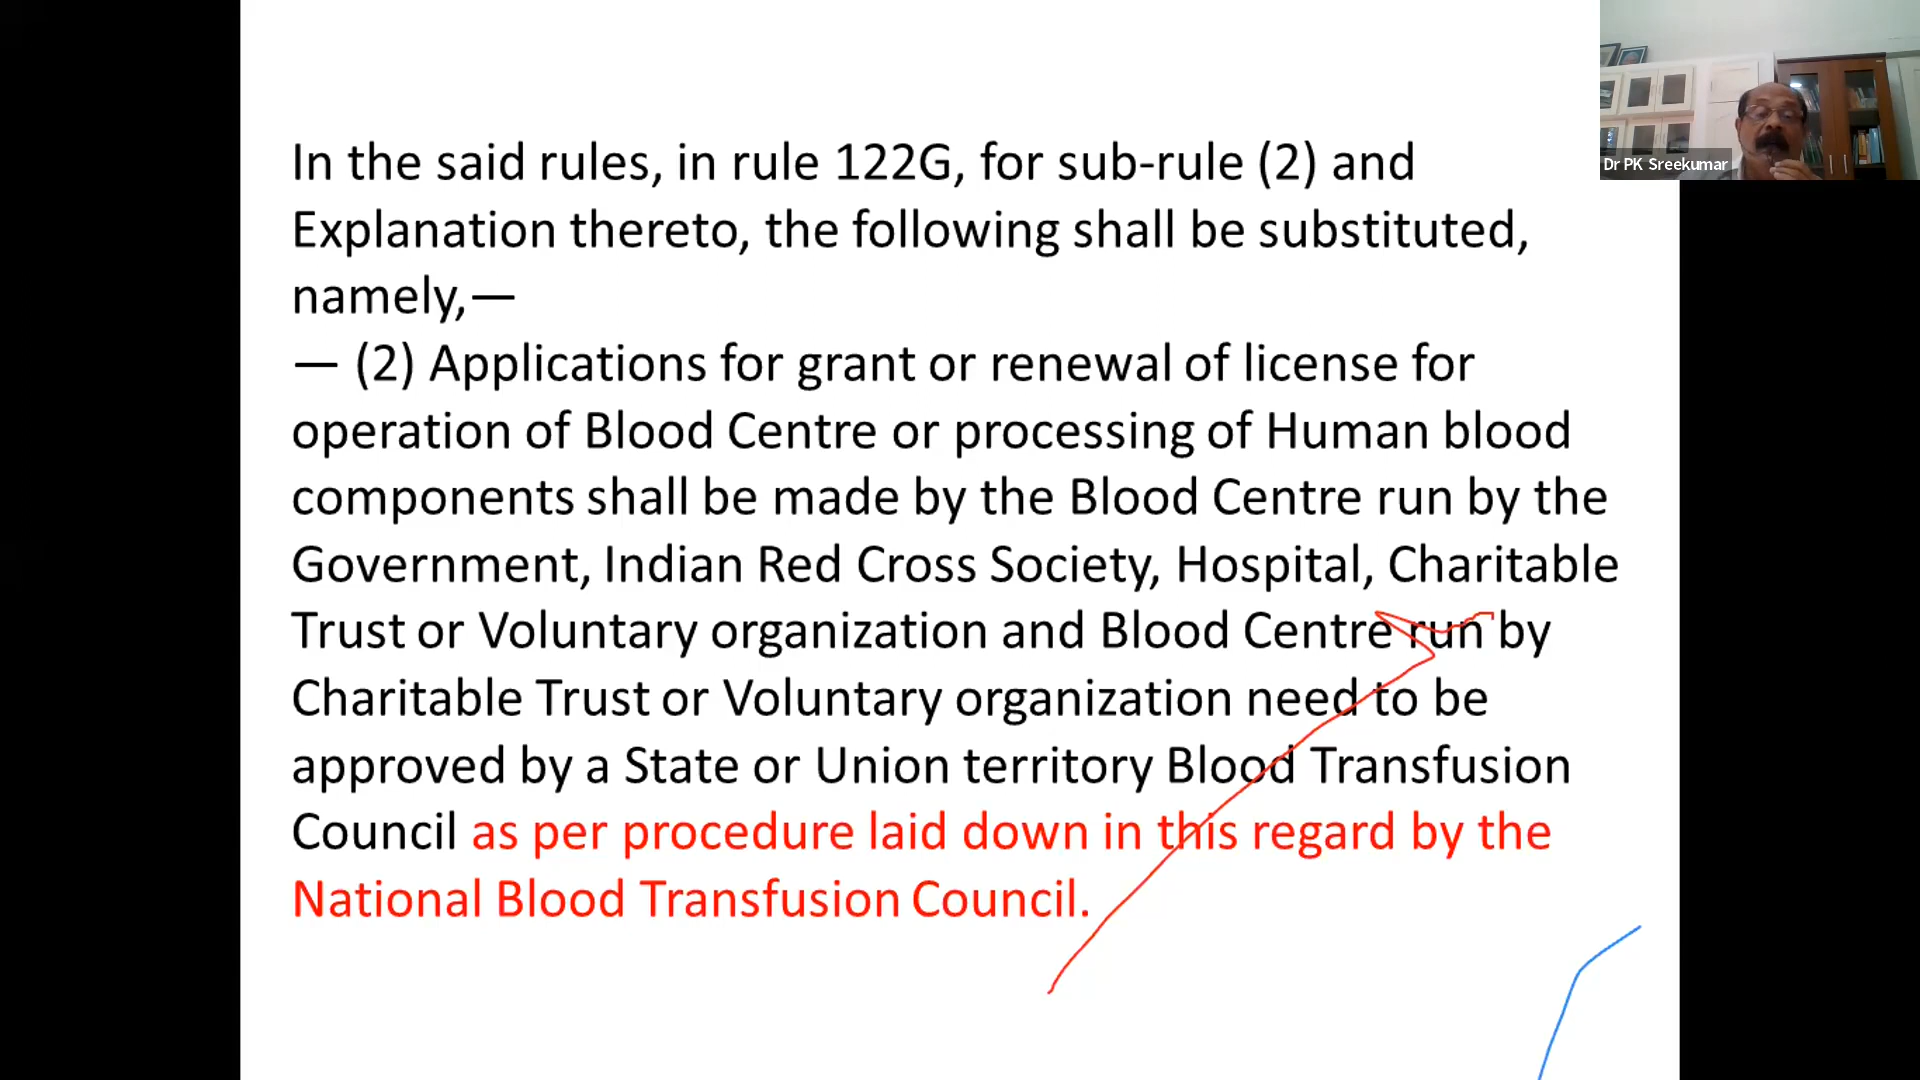 In the said rules, in rule 122G, for sub-rule (2) and
Explanation thereto, the following shall be substituted,
namely,—
— (2) Applications for grant or renewal of license for
operation of Blood Centre or processing of Human blood
components shall be made by the Blood Centre run by the
Government, Indian Red Cross Society, Hospital, Charitable
Trust or Voluntary organization and Blood Centre run by
Charitable Trust or Voluntary organization need to be
approved by a State or Union territory Blood Transfusion
Council as per procedure laid down in this regard by the
National Blood Transfusion Council.
Dr PK Sreekumar